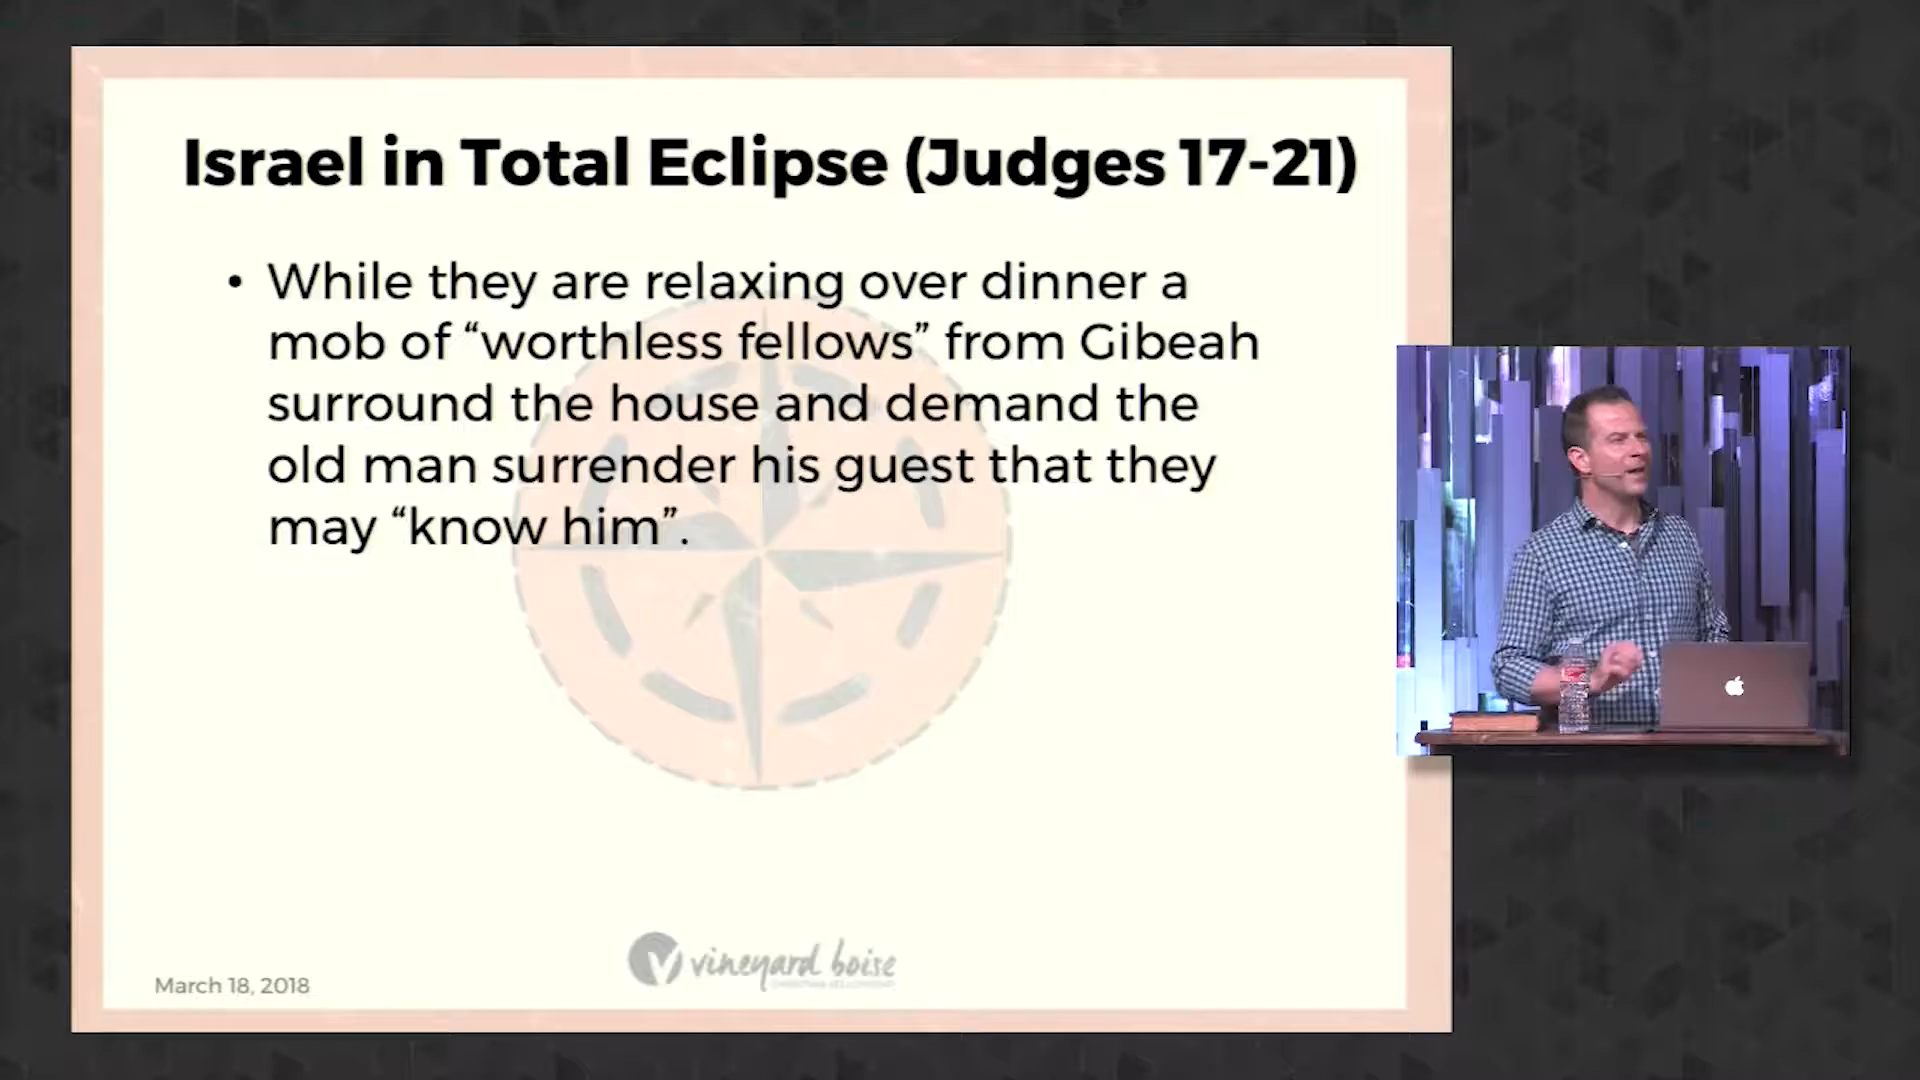 Israel in Total Eclipse (Judges 17-21)
• While they are relaxing over dinner a
mob of “worthless fellows” from Gibeah
surround the house and demand the
old man surrender his guest that they
may “know him”.
vineyard boise
CHRISTIAN FELLOWSHIP
March 18, 2018